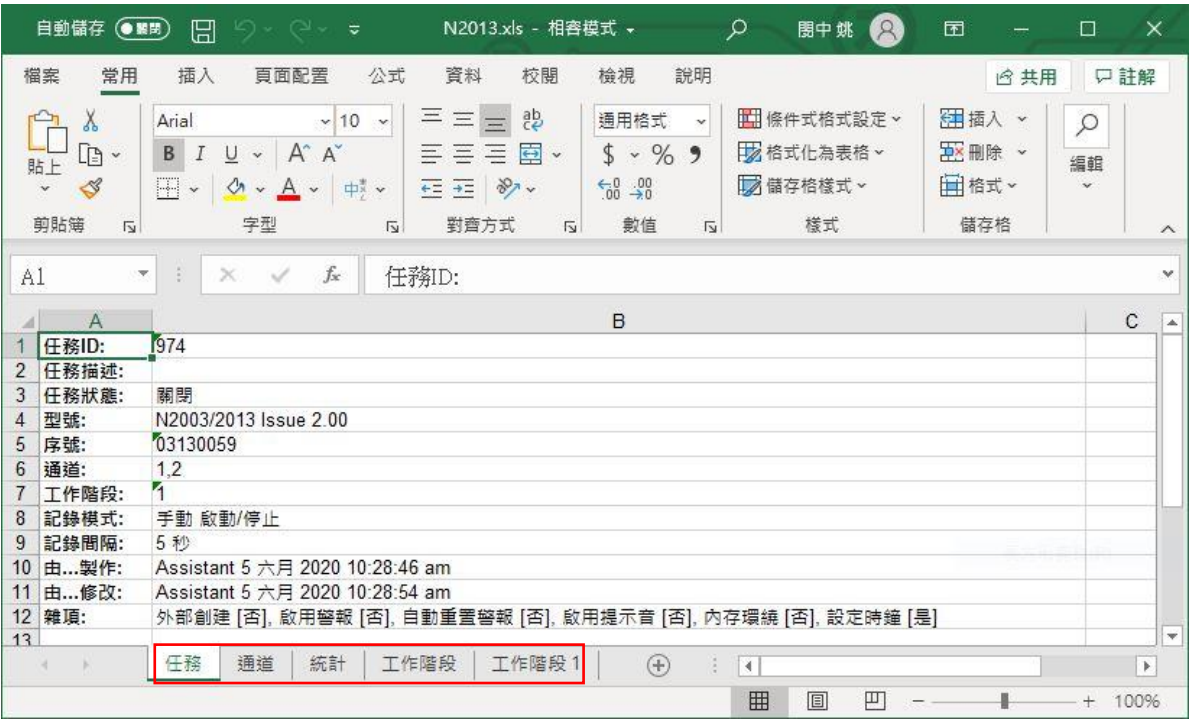 自動儲存 關閉 N2013.xls - 相容模式 閔中 姚
檔案 常用 插入 頁面配置 公式 資料 校閱 檢視 說明 共用 註解
貼上 Arial 10 通用格式 條件式格式設定 插入
B I U A A $ % 格式化為表格 刪除 編輯
A 中 儲存格樣式 格式
剪貼簿 字型 對齊方式 數值 樣式 儲存格
A1 fx 任務ID:
A B C
1 任務ID: 974
2 任務描述:
3 任務狀態: 關閉
4 型號: N2003/2013 Issue 2.00
5 序號: 03130059
6 通道: 1,2
7 工作階段: 1
8 記錄模式: 手動 啟動/停止
9 記錄間隔: 5 秒
10 由...製作: Assistant 5 六月 2020 10:28:46 am
11 由...修改: Assistant 5 六月 2020 10:28:54 am
12 雜項: 外部創建 [否], 啟用警報 [否], 自動重置警報 [否], 啟用提示音 [否], 內存環繞 [否], 設定時鐘 [是]
13
任務 通道 統計 工作階段 工作階段 1
100%